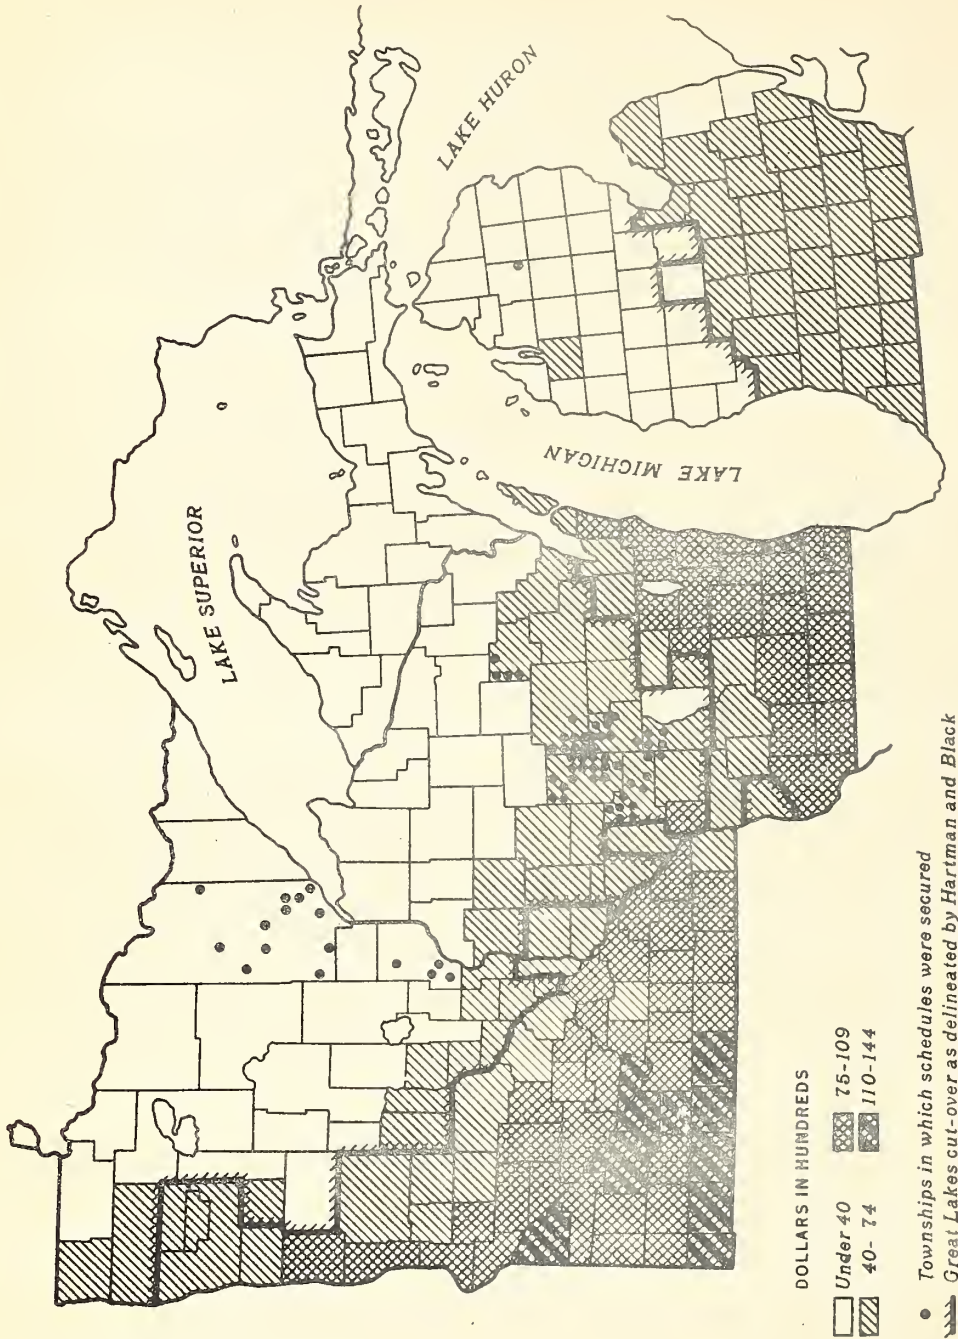 LAKE SUPERIOR
LAKE HURON
LAKE MICHIGAN
DOLLARS IN HUNDREDS
Under 40
75-109
40- 74
110-144
Townships in which schedules were secured
Great Lakes cut-over as delineated by Hartman and Black